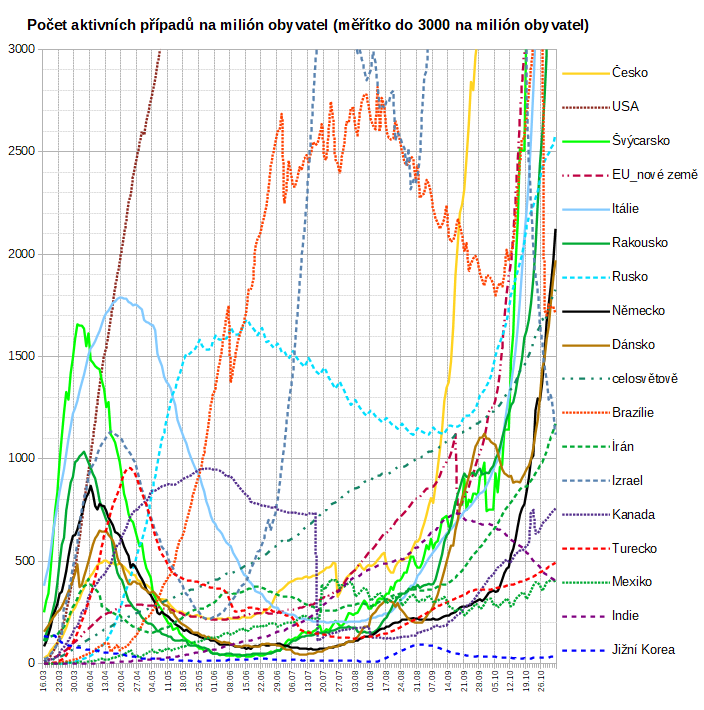 Počet aktivních případů na milión obyvatel (měřítko do 3000 na milión obyvatel)
3000
2500
2000
1500
1000
500
0
16.03 23.03 30.03 06.04 13.04 20.04 27.04 04.05 11.05 18.05 25.05 01.06 08.06 15.06 22.06 29.06 06.07 13.07 20.07 27.07 03.08 10.08 17.08 24.08 31.08 07.09 14.09 21.09 28.09 05.10 12.10 19.10 26.10
Česko
USA
Švýcarsko
EU_nové země
Itálie
Rakousko
Rusko
Německo
Dánsko
celosvětově
Brazílie
Írán
Izrael
Kanada
Turecko
Mexiko
Indie
Jižní Korea